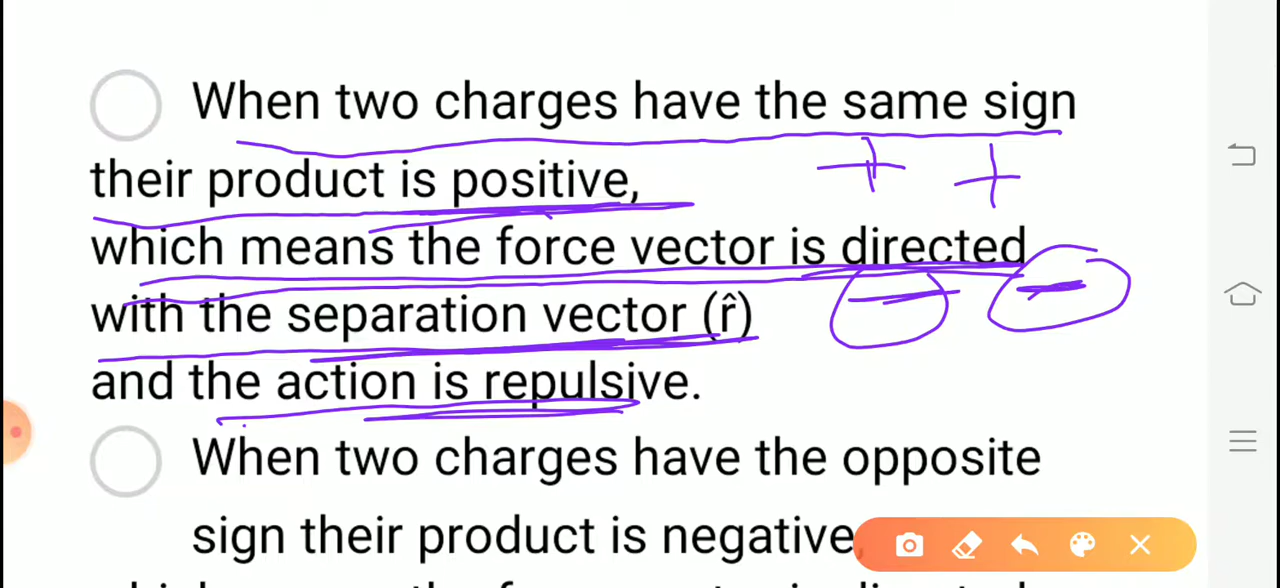 When two charges have the same sign
their product is positive,
+ +
which means the force vector is directed
with the separation vector (r̂)
− −
and the action is repulsive.
When two charges have the opposite
sign their product is negative,